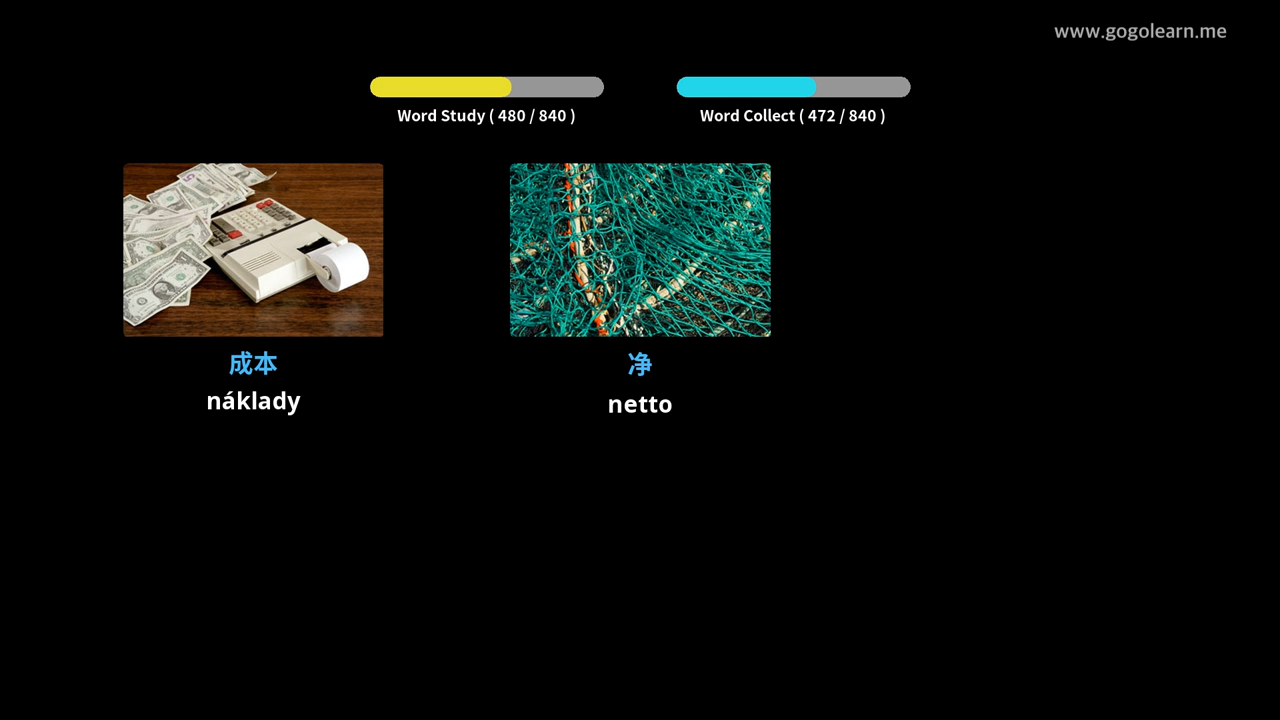 www.gogolearn.me
Word Study ( 480 / 840 )
Word Collect ( 472 / 840 )
成本
náklady
净
netto